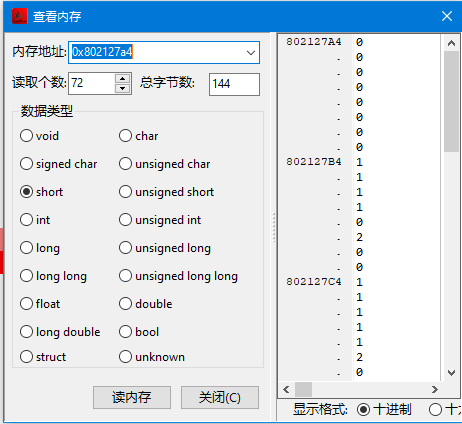 查看内存
内存地址: 0x802127a4
读取个数: 72 总字节数: 144
数据类型
void char
signed char unsigned char
short unsigned short
int unsigned int
long unsigned long
long long unsigned long long
float double
long double bool
struct unknown
读内存 关闭(C)
802127A4 0
. 0
. 0
. 0
. 0
. 0
. 0
. 0
802127B4 1
. 1
. 1
. 1
. 0
. 2
. 0
. 0
802127C4 1
. 1
. 1
. 1
. 1
. 2
. 0
显示格式: 十进制